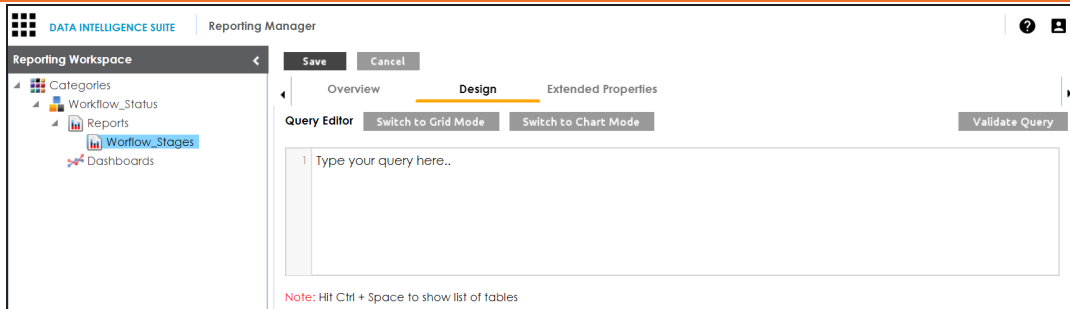 DATA INTELLIGENCE SUITE Reporting Manager
Reporting Workspace
Categories
Workflow_Status
Reports
Worflow_Stages
Dashboards
Save Cancel
Overview Design Extended Properties
Query Editor Switch to Grid Mode Switch to Chart Mode Validate Query
1 Type your query here..
Note: Hit Ctrl + Space to show list of tables